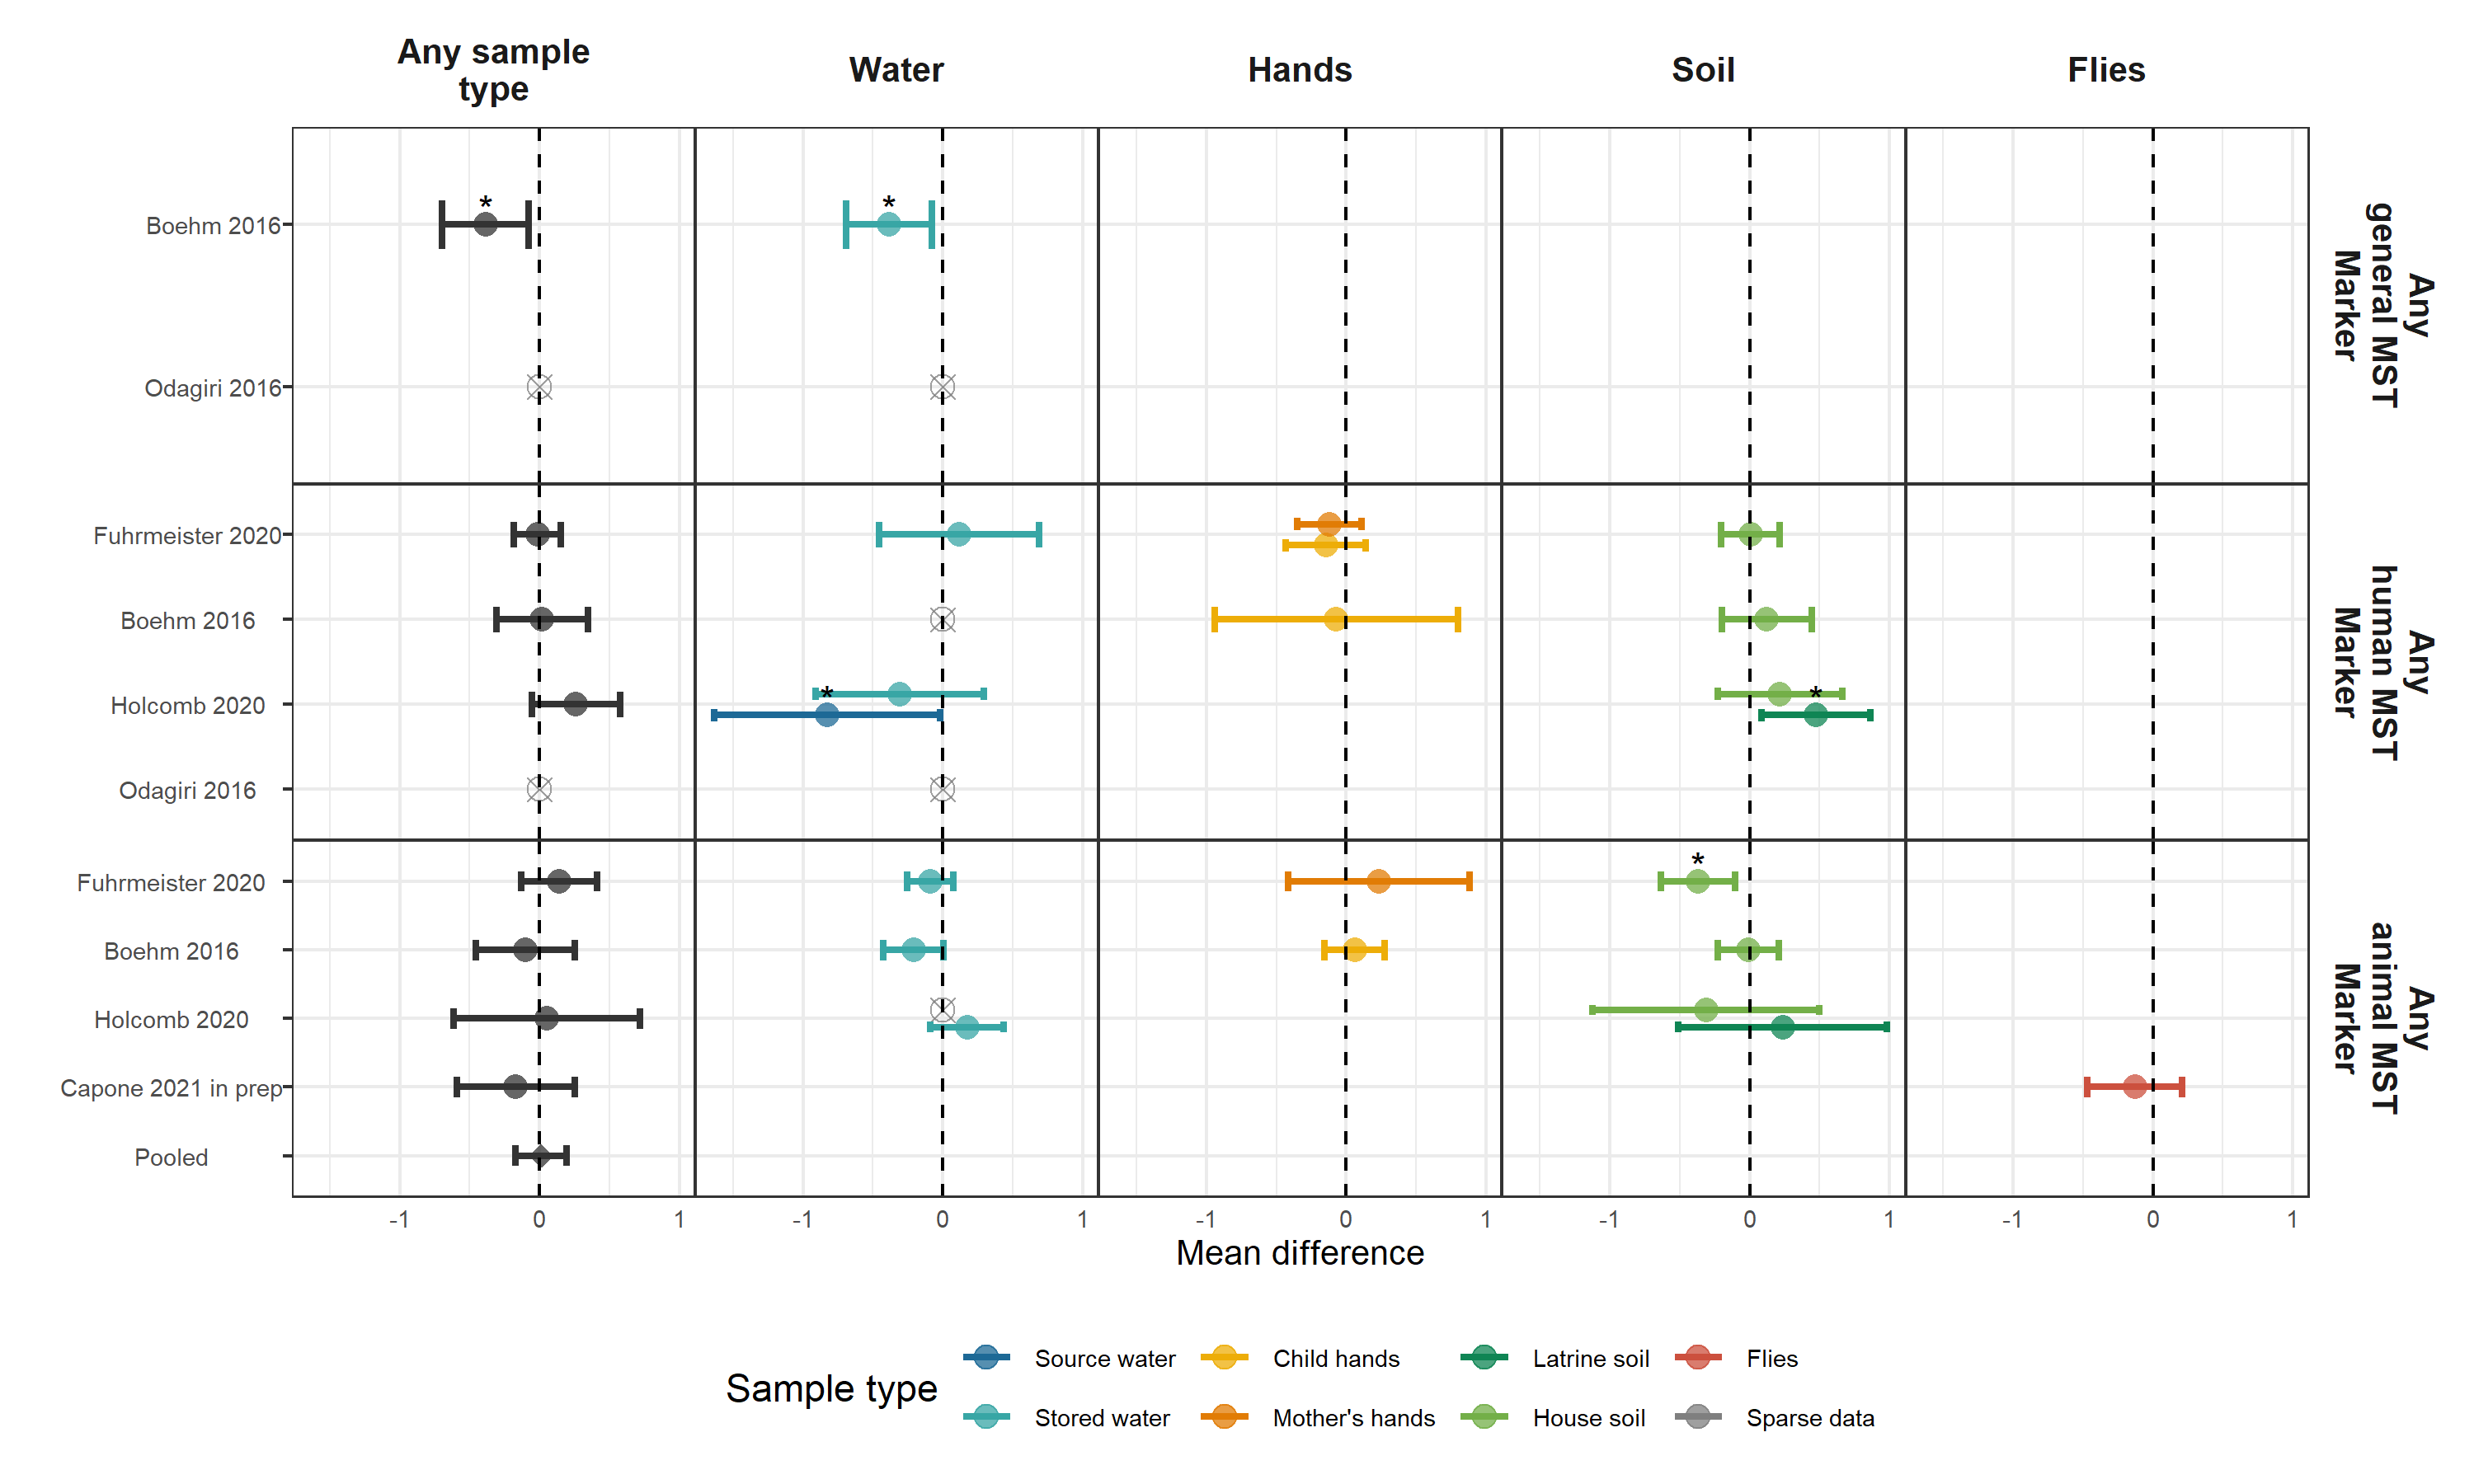 Any sample
type
Water
Hands
Soil
Flies
*
*
Boehm 2016
Odagiri 2016
Any
general MST
Marker
Fuhrmeister 2020
Boehm 2016
Holcomb 2020
*
*
Odagiri 2016
Any
human MST
Marker
*
Fuhrmeister 2020
Boehm 2016
Holcomb 2020
Capone 2021 in prep
Pooled
Any
animal MST
Marker
-1 0 1 -1 0 1 -1 0 1 -1 0 1 -1 0 1
Mean difference
Sample type
Source water Child hands Latrine soil Flies
Stored water Mother's hands House soil Sparse data